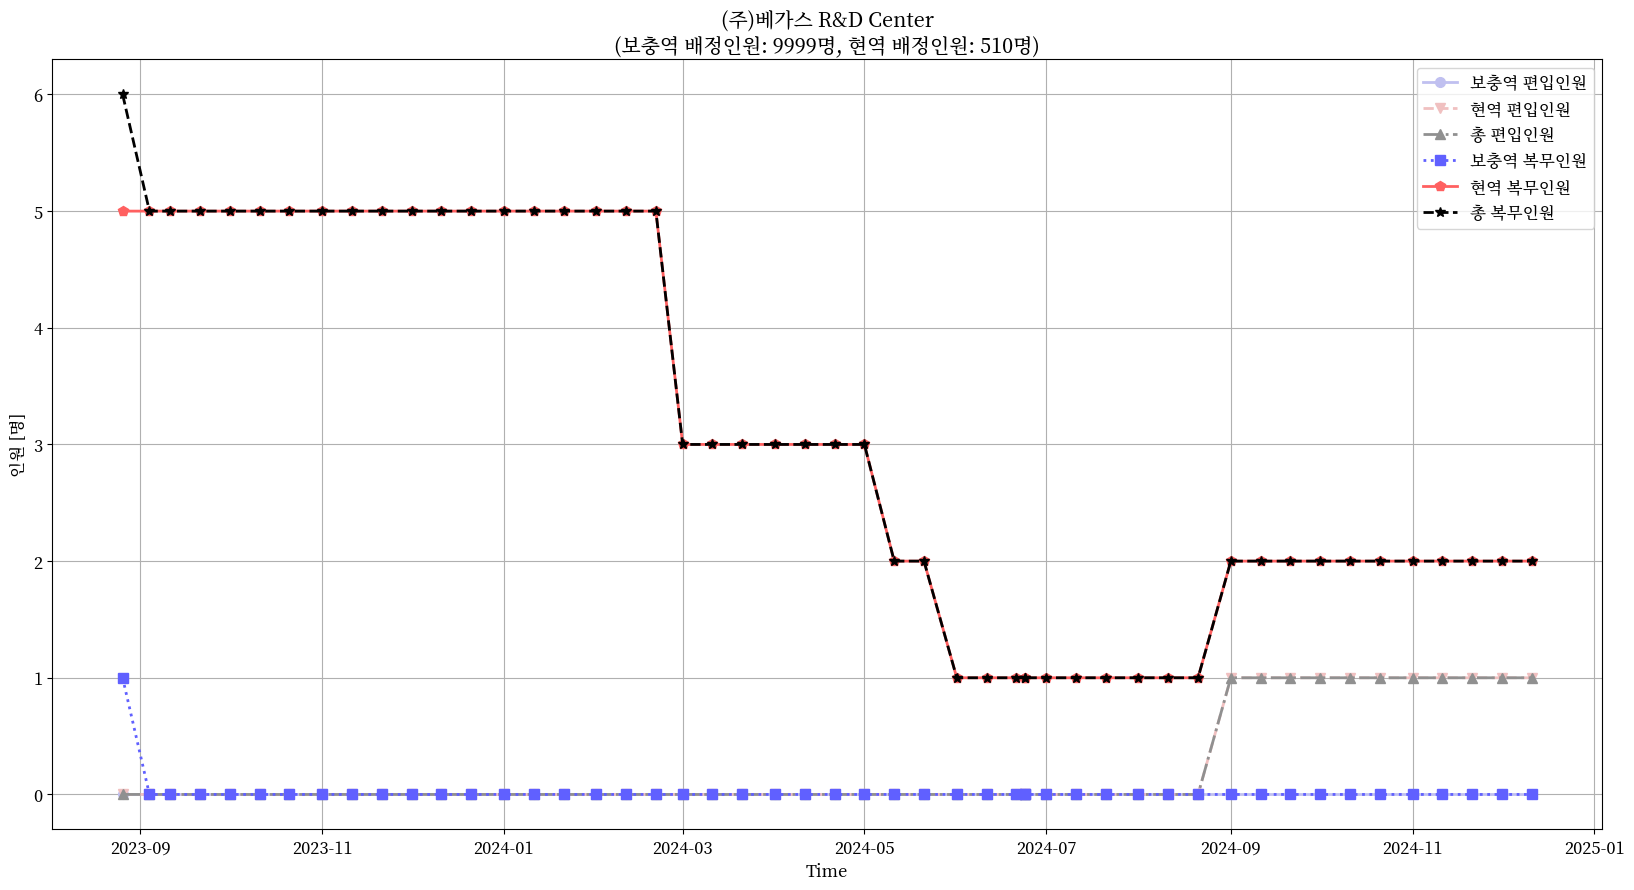 (주)베가스 R&D Center
(보충역 배정인원: 9999명, 현역 배정인원: 510명)
보충역 편입인원
현역 편입인원
총 편입인원
보충역 복무인원
현역 복무인원
총 복무인원
인원 [명]
6
5
4
3
2
1
0
2023-09 2023-11 2024-01 2024-03 2024-05 2024-07 2024-09 2024-11 2025-01
Time